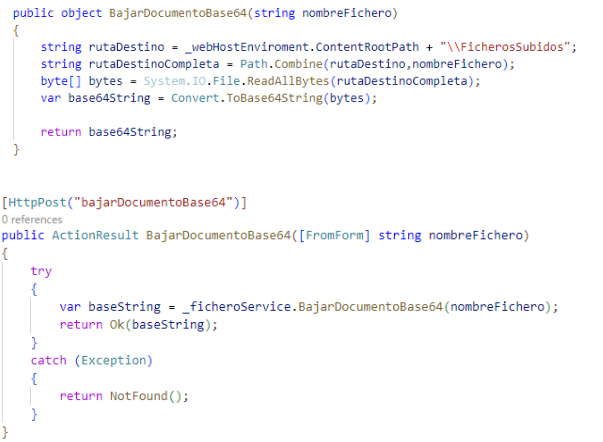 public object BajarDocumentoBase64(string nombreFichero)
{
string rutaDestino = _webHostEnviroment.ContentRootPath + "\\FicherosSubidos";
string rutaDestinoCompleta = Path.Combine(rutaDestino,nombreFichero);
byte[] bytes = System.IO.File.ReadAllBytes(rutaDestinoCompleta);
var base64String = Convert.ToBase64String(bytes);
return base64String;
}
[HttpPost("bajarDocumentoBase64")]
0 references
public ActionResult BajarDocumentoBase64([FromForm] string nombreFichero)
{
try
{
var baseString = _ficheroService.BajarDocumentoBase64(nombreFichero);
return Ok(baseString);
}
catch (Exception)
{
return NotFound();
}
}